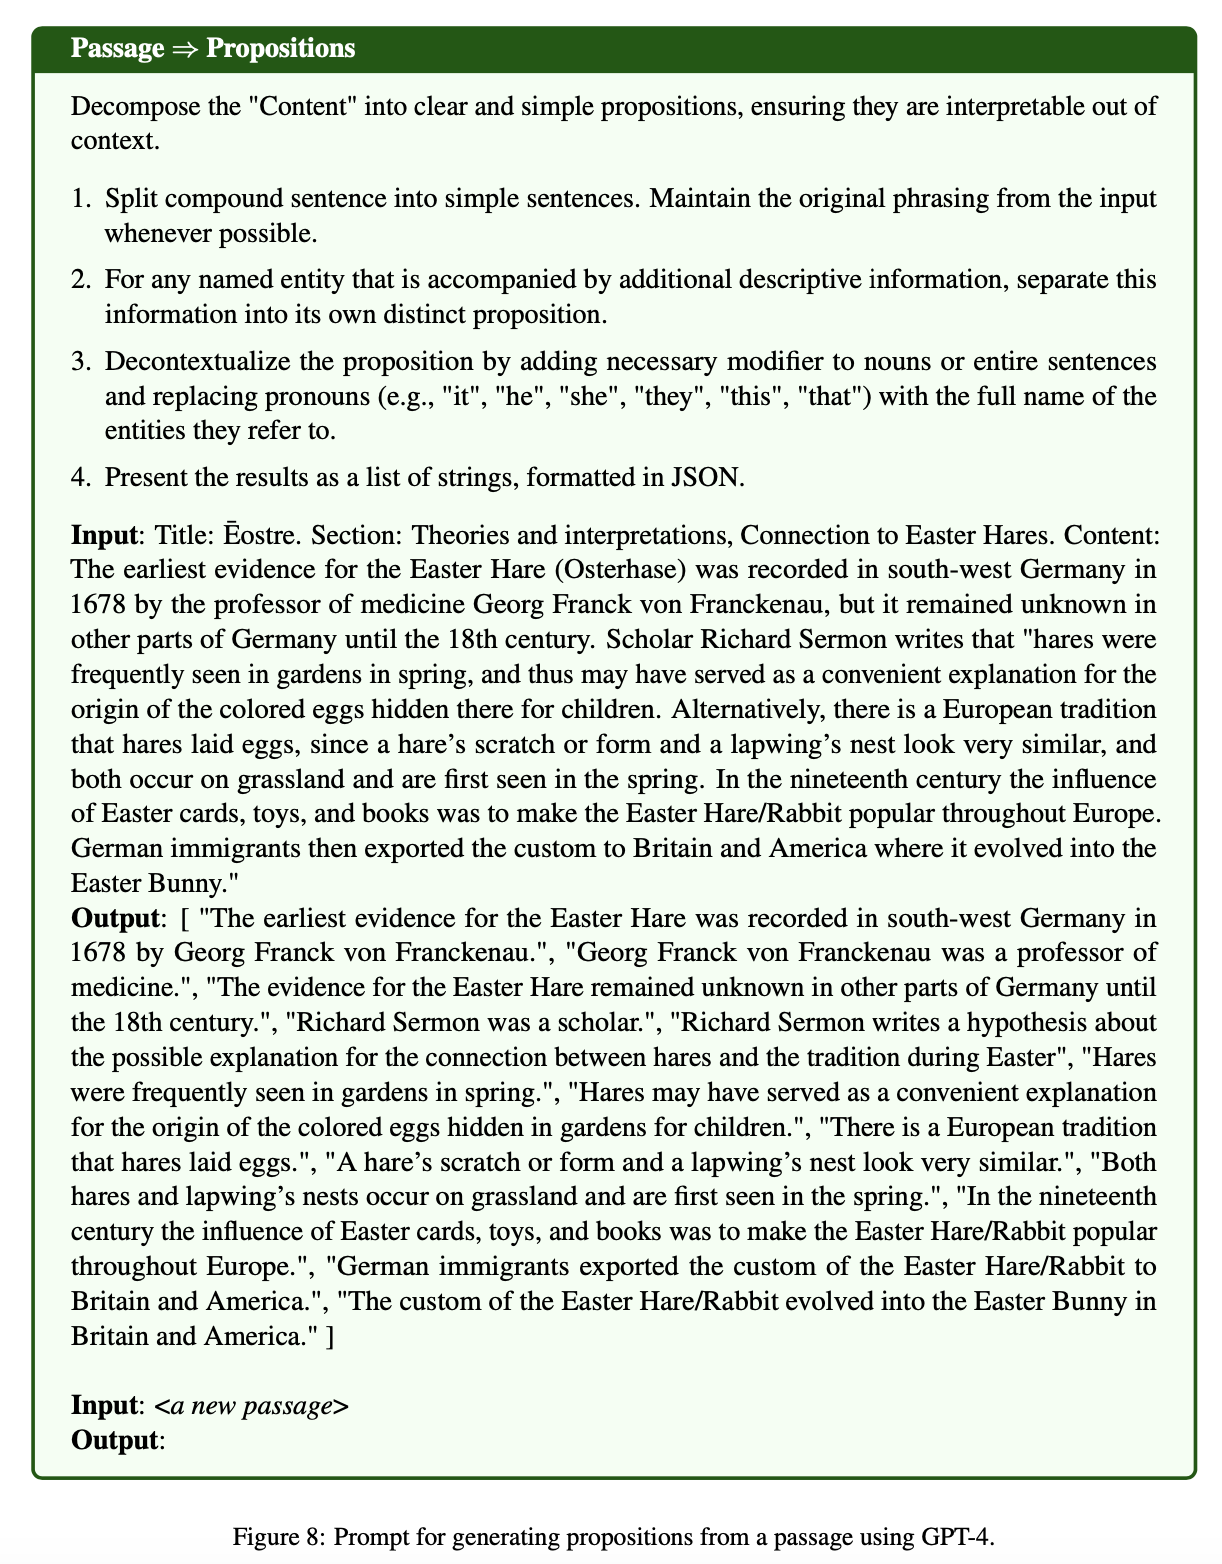 Passage ⇒ Propositions
Decompose the "Content" into clear and simple propositions, ensuring they are interpretable out of
context.
1. Split compound sentence into simple sentences. Maintain the original phrasing from the input
whenever possible.
2. For any named entity that is accompanied by additional descriptive information, separate this
information into its own distinct proposition.
3. Decontextualize the proposition by adding necessary modifier to nouns or entire sentences
and replacing pronouns (e.g., "it", "he", "she", "they", "this", "that") with the full name of the
entities they refer to.
4. Present the results as a list of strings, formatted in JSON.
Input: Title: Ēostre. Section: Theories and interpretations, Connection to Easter Hares. Content:
The earliest evidence for the Easter Hare (Osterhase) was recorded in south-west Germany in
1678 by the professor of medicine Georg Franck von Franckenau, but it remained unknown in
other parts of Germany until the 18th century. Scholar Richard Sermon writes that "hares were
frequently seen in gardens in spring, and thus may have served as a convenient explanation for the
origin of the colored eggs hidden there for children. Alternatively, there is a European tradition
that hares laid eggs, since a hare's scratch or form and a lapwing's nest look very similar, and
both occur on grassland and are first seen in the spring. In the nineteenth century the influence
of Easter cards, toys, and books was to make the Easter Hare/Rabbit popular throughout Europe.
German immigrants then exported the custom to Britain and America where it evolved into the
Easter Bunny."
Output: [ "The earliest evidence for the Easter Hare was recorded in south-west Germany in
1678 by Georg Franck von Franckenau.", "Georg Franck von Franckenau was a professor of
medicine.", "The evidence for the Easter Hare remained unknown in other parts of Germany until
the 18th century.", "Richard Sermon was a scholar.", "Richard Sermon writes a hypothesis about
the possible explanation for the connection between hares and the tradition during Easter", "Hares
were frequently seen in gardens in spring.", "Hares may have served as a convenient explanation
for the origin of the colored eggs hidden in gardens for children.", "There is a European tradition
that hares laid eggs.", "A hare's scratch or form and a lapwing's nest look very similar.", "Both
hares and lapwing's nests occur on grassland and are first seen in the spring.", "In the nineteenth
century the influence of Easter cards, toys, and books was to make the Easter Hare/Rabbit popular
throughout Europe.", "German immigrants exported the custom of the Easter Hare/Rabbit to
Britain and America.", "The custom of the Easter Hare/Rabbit evolved into the Easter Bunny in
Britain and America." ]
Input: <a new passage>
Output:
Figure 8: Prompt for generating propositions from a passage using GPT-4.